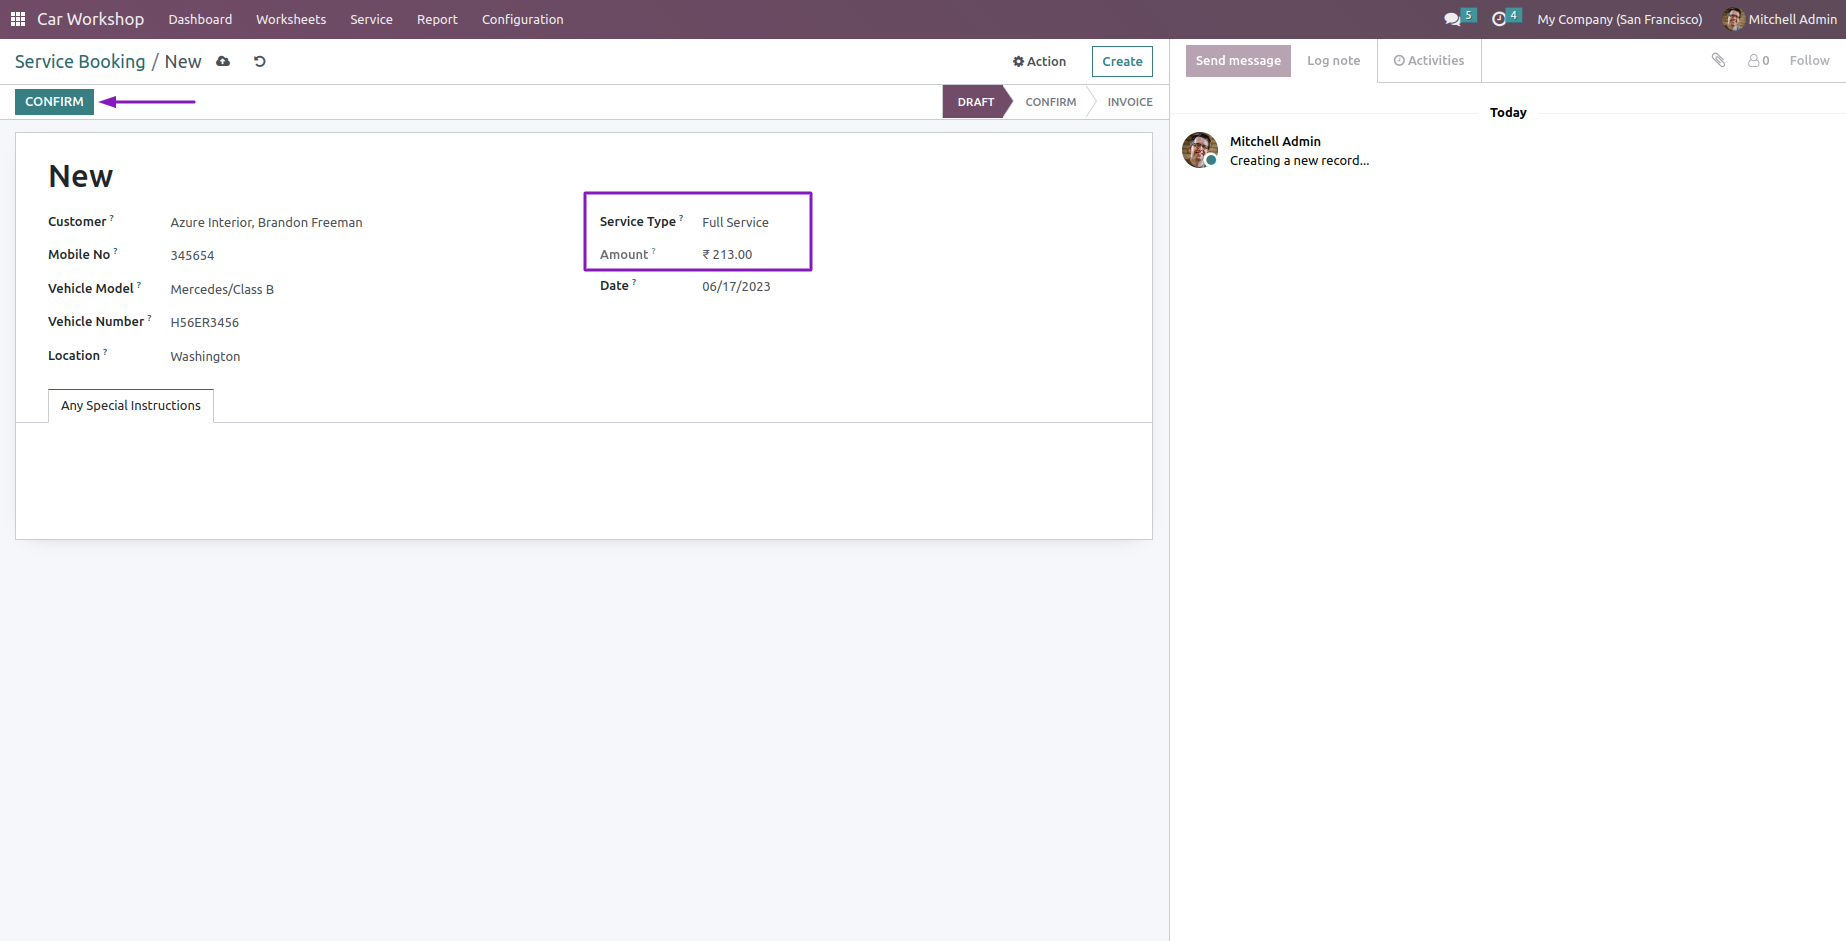 Car Workshop Dashboard Worksheets Service Report Configuration 5 4 My Company (San Francisco) Mitchell Admin
Service Booking / New Action Create
CONFIRM DRAFT CONFIRM INVOICE
New
Customer ? Azure Interior, Brandon Freeman
Mobile No ? 345654
Vehicle Model ? Mercedes/Class B
Vehicle Number ? H56ER3456
Location ? Washington
Service Type ? Full Service
Amount ? ₹ 213.00
Date ? 06/17/2023
Any Special Instructions
Send message Log note Activities 0 Follow
Today
Mitchell Admin
Creating a new record...